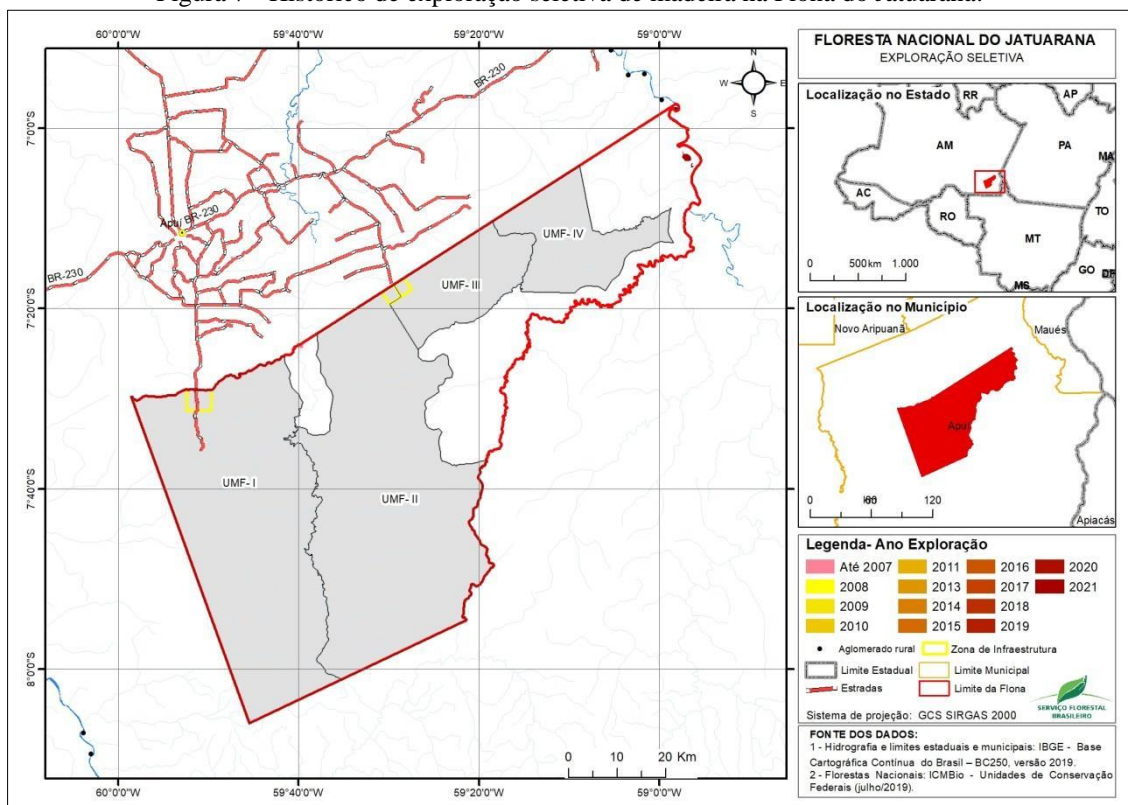 Figura 7 – Histórico de exploração seletiva de madeira na Flona do Jatuarana.
60°0'0"W
59°40'0"W
59°20'0"W
59°0'0"W
7°0'0"S
7°20'0"S
7°40'0"S
8°0'0"S
N
W
E
S
BR-230
Apuí
BR-230
BR-230
UMF- IV
UMF- III
UMF- I
UMF- II
0 10 20 Km
60°0'0"W
59°40'0"W
59°20'0"W
59°0'0"W
FLORESTA NACIONAL DO JATUARANA
EXPLORAÇÃO SELETIVA
Localização no Estado
RR
AP
AM
PA
MA
AC
RO
TO
MT
GO
DF
MS
0 500 km 1.000
Localização no Município
Novo Aripuanã
Maués
Apuí
0 60 120
km
Apiacás
Legenda- Ano Exploração
Até 2007
2008
2009
2010
2011
2013
2014
2015
2016
2017
2018
2019
2020
2021
Aglomerado rural
Zona de Infraestrutura
Limite Estadual
Limite Municipal
Estradas
Limite da Flona
Sistema de projeção: GCS SIRGAS 2000
SERVIÇO FLORESTAL
BRASILEIRO
FONTE DOS DADOS:
1 - Hidrografia e limites estaduais e municipais: IBGE - Base
Cartográfica Contínua do Brasil – BC250, versão 2019.
2 - Florestas Nacionais: ICMBio - Unidades de Conservação
Federais (julho/2019).